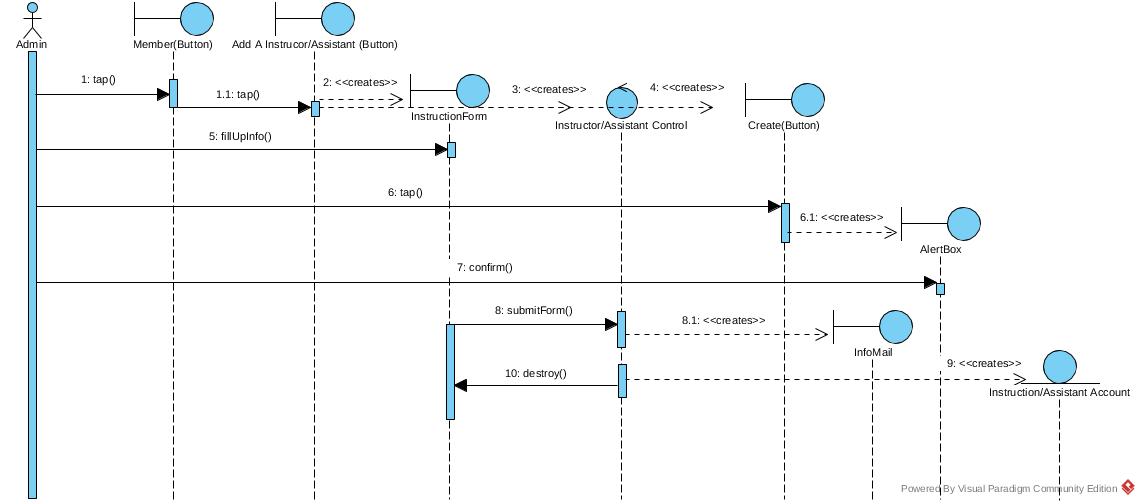 Admin
Member(Button)
Add A Instrucor/Assistant (Button)
1: tap()
1.1: tap()
2: <<creates>>
3: <<creates>>
4: <<creates>>
InstructionForm
Instructor/Assistant Control
Create(Button)
5: fillUpInfo()
6: tap()
6.1: <<creates>>
AlertBox
7: confirm()
8: submitForm()
8.1: <<creates>>
InfoMail
9: <<creates>>
10: destroy()
Instruction/Assistant Account
Powered By Visual Paradigm Community Edition